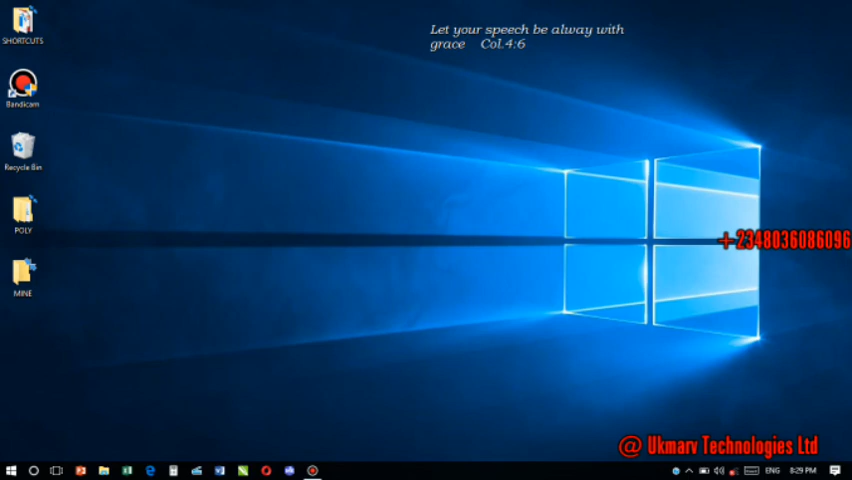 Let your speech be alway with
grace Col.4:6
SHORTCUTS
Bandicam
Recycle Bin
POLY
MINE
+2348036086096
@ Ukmarv Technologies Ltd
ENG
8:29 PM